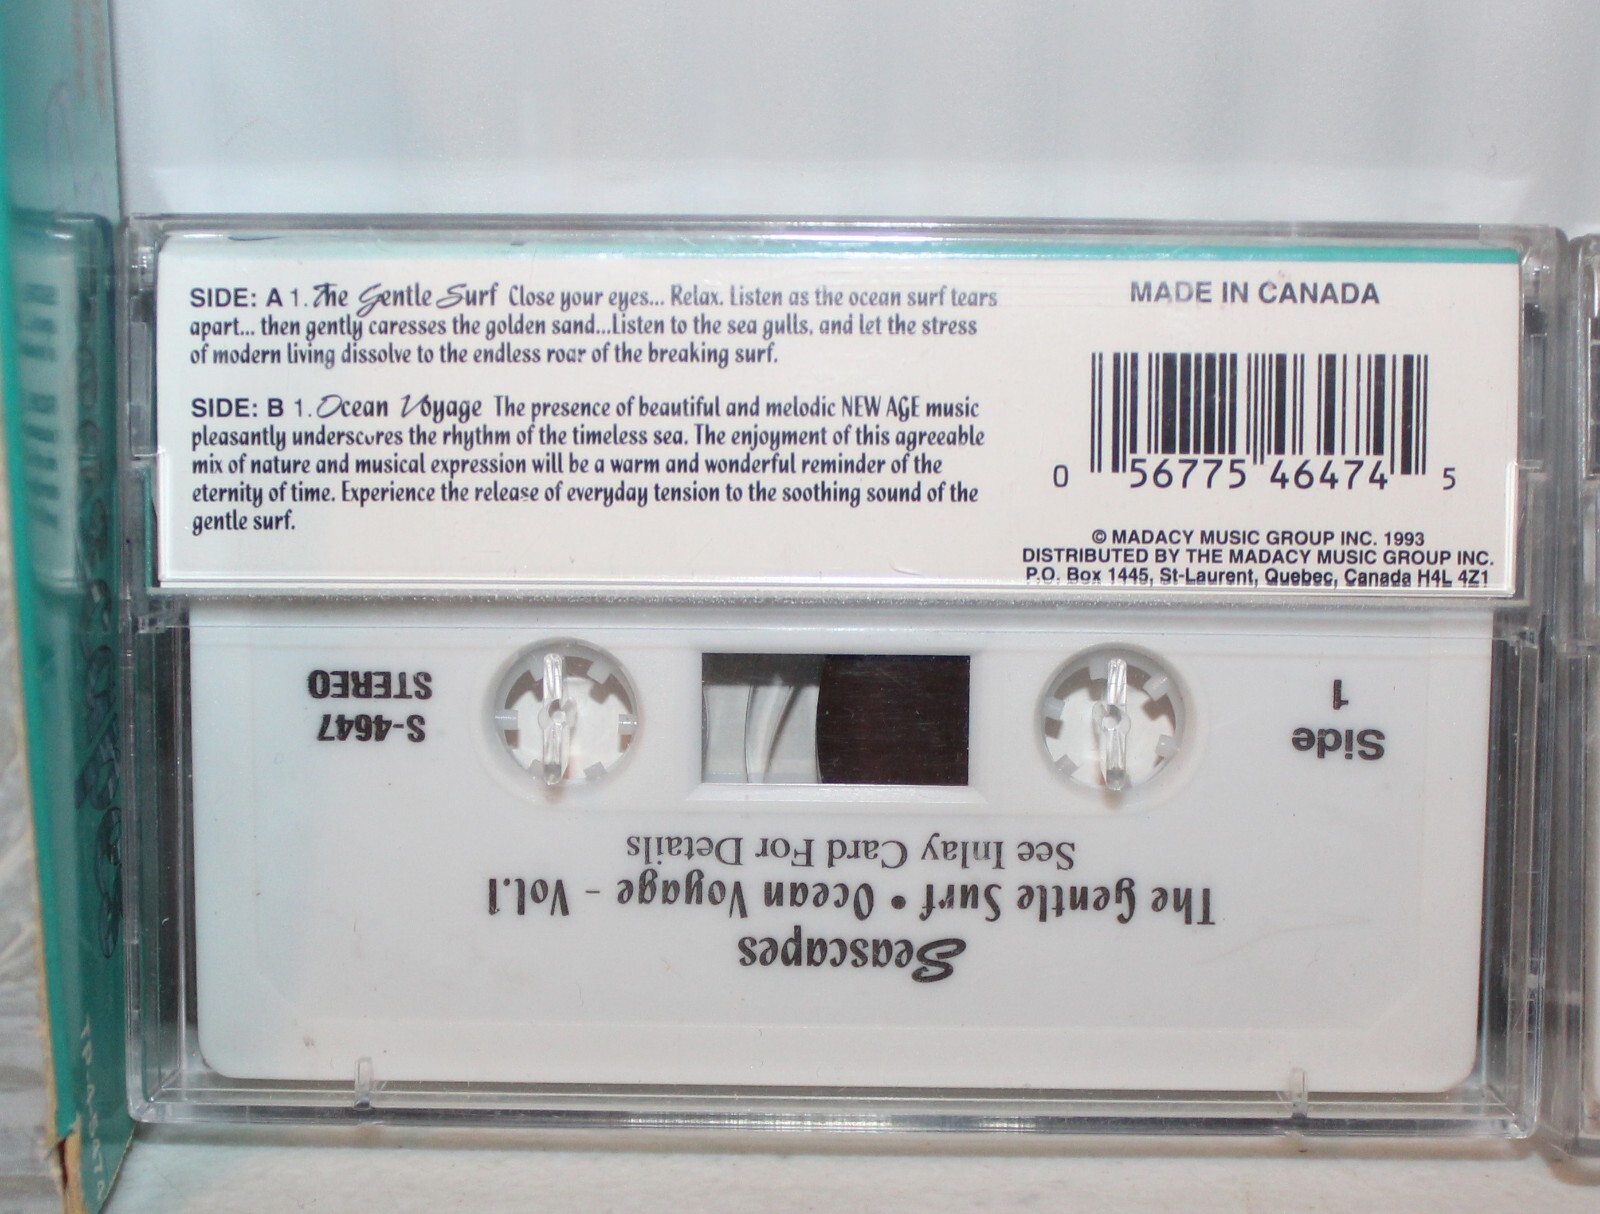 SIDE: A 1. The Gentle Surf Close your eyes... Relax. Listen as the ocean surf tears
apart... then gently caresses the golden sand...Listen to the sea gulls, and let the stress
of modern living dissolve to the endless roar of the breaking surf.
SIDE: B 1. Ocean Voyage The presence of beautiful and melodic NEW AGE music
pleasantly underscores the rhythm of the timeless sea. The enjoyment of this agreeable
mix of nature and musical expression will be a warm and wonderful reminder of the
eternity of time. Experience the release of everyday tension to the soothing sound of the
gentle surf.
MADE IN CANADA
0 56775 46474 5
© MADACY MUSIC GROUP INC. 1993
DISTRIBUTED BY THE MADACY MUSIC GROUP INC.
P.O. Box 1445, St-Laurent, Quebec, Canada H4L 4Z1
Seascapes
The Gentle Surf • Ocean Voyage - Vol.1
See Inlay Card For Details
Side
1
S-4647
STEREO